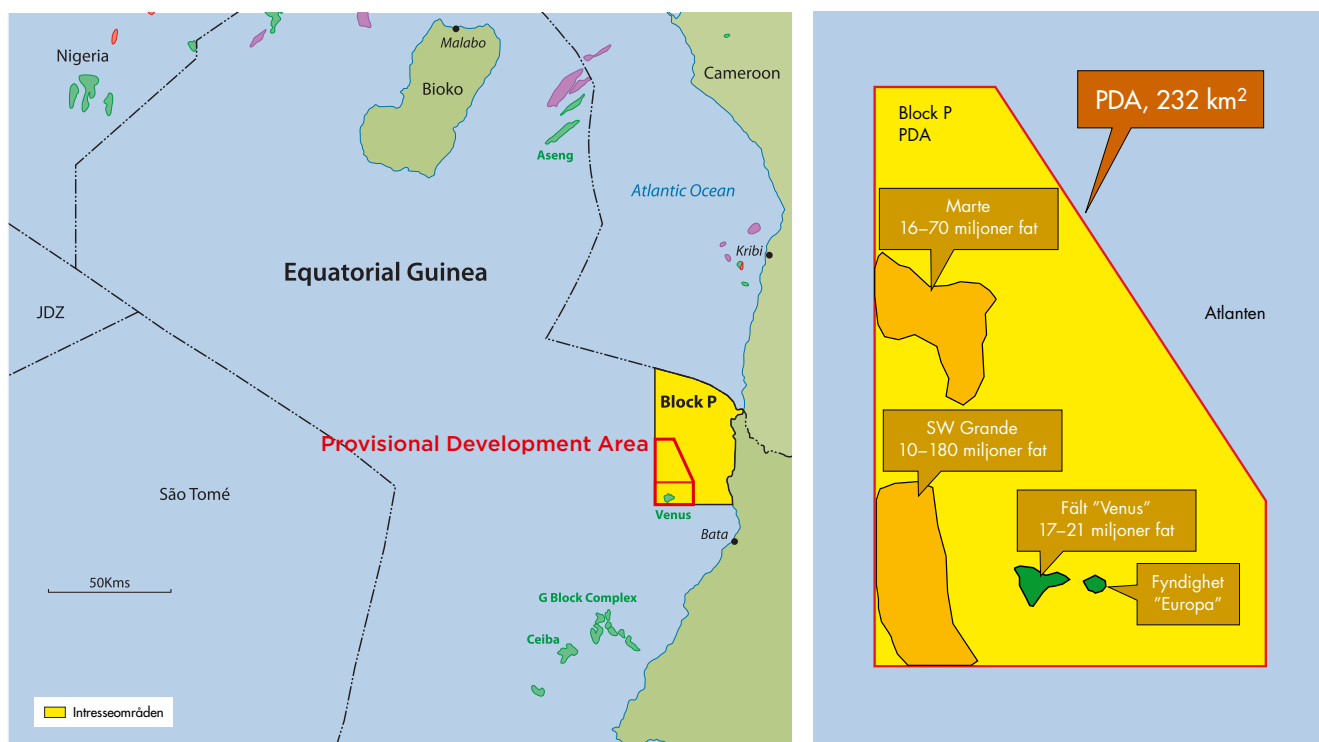 Malabo
Nigeria
Bioko
Cameroon
Aseng
Atlantic Ocean
Kribi
Equatorial Guinea
JDZ
Block P
Provisional Development Area
São Tomé
Venus
Bata
50Kms
G Block Complex
Ceiba
Intresseområden
PDA, 232 km²
Block P
PDA
Marte
16–70 miljoner fat
Atlanten
SW Grande
10–180 miljoner fat
Fält ”Venus”
17–21 miljoner fat
Fyndighet
”Europa”